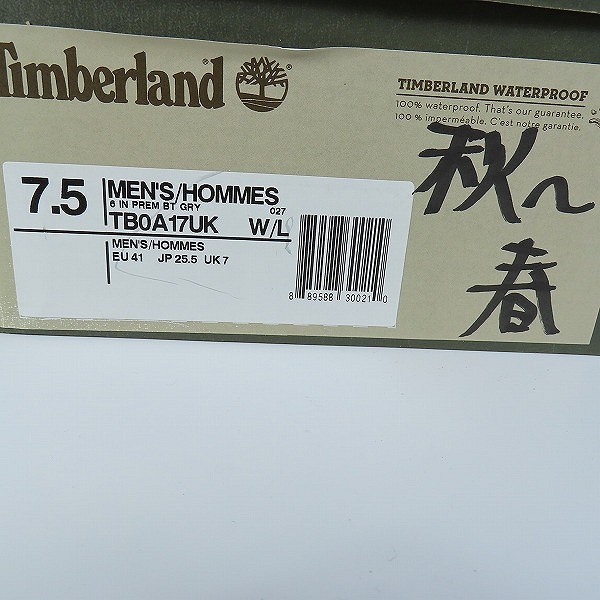 Timberland®
TIMBERLAND WATERPROOF
100% waterproof. That's our guarantee.
100% imperméable. C'est notre garantie.
秋〜
春
7.5
MEN'S/HOMMES
6 IN PREM BT GRY
027
TB0A17UK W/L
MEN'S/HOMMES
EU 41 JP 25.5 UK 7
8 89588 30021 0